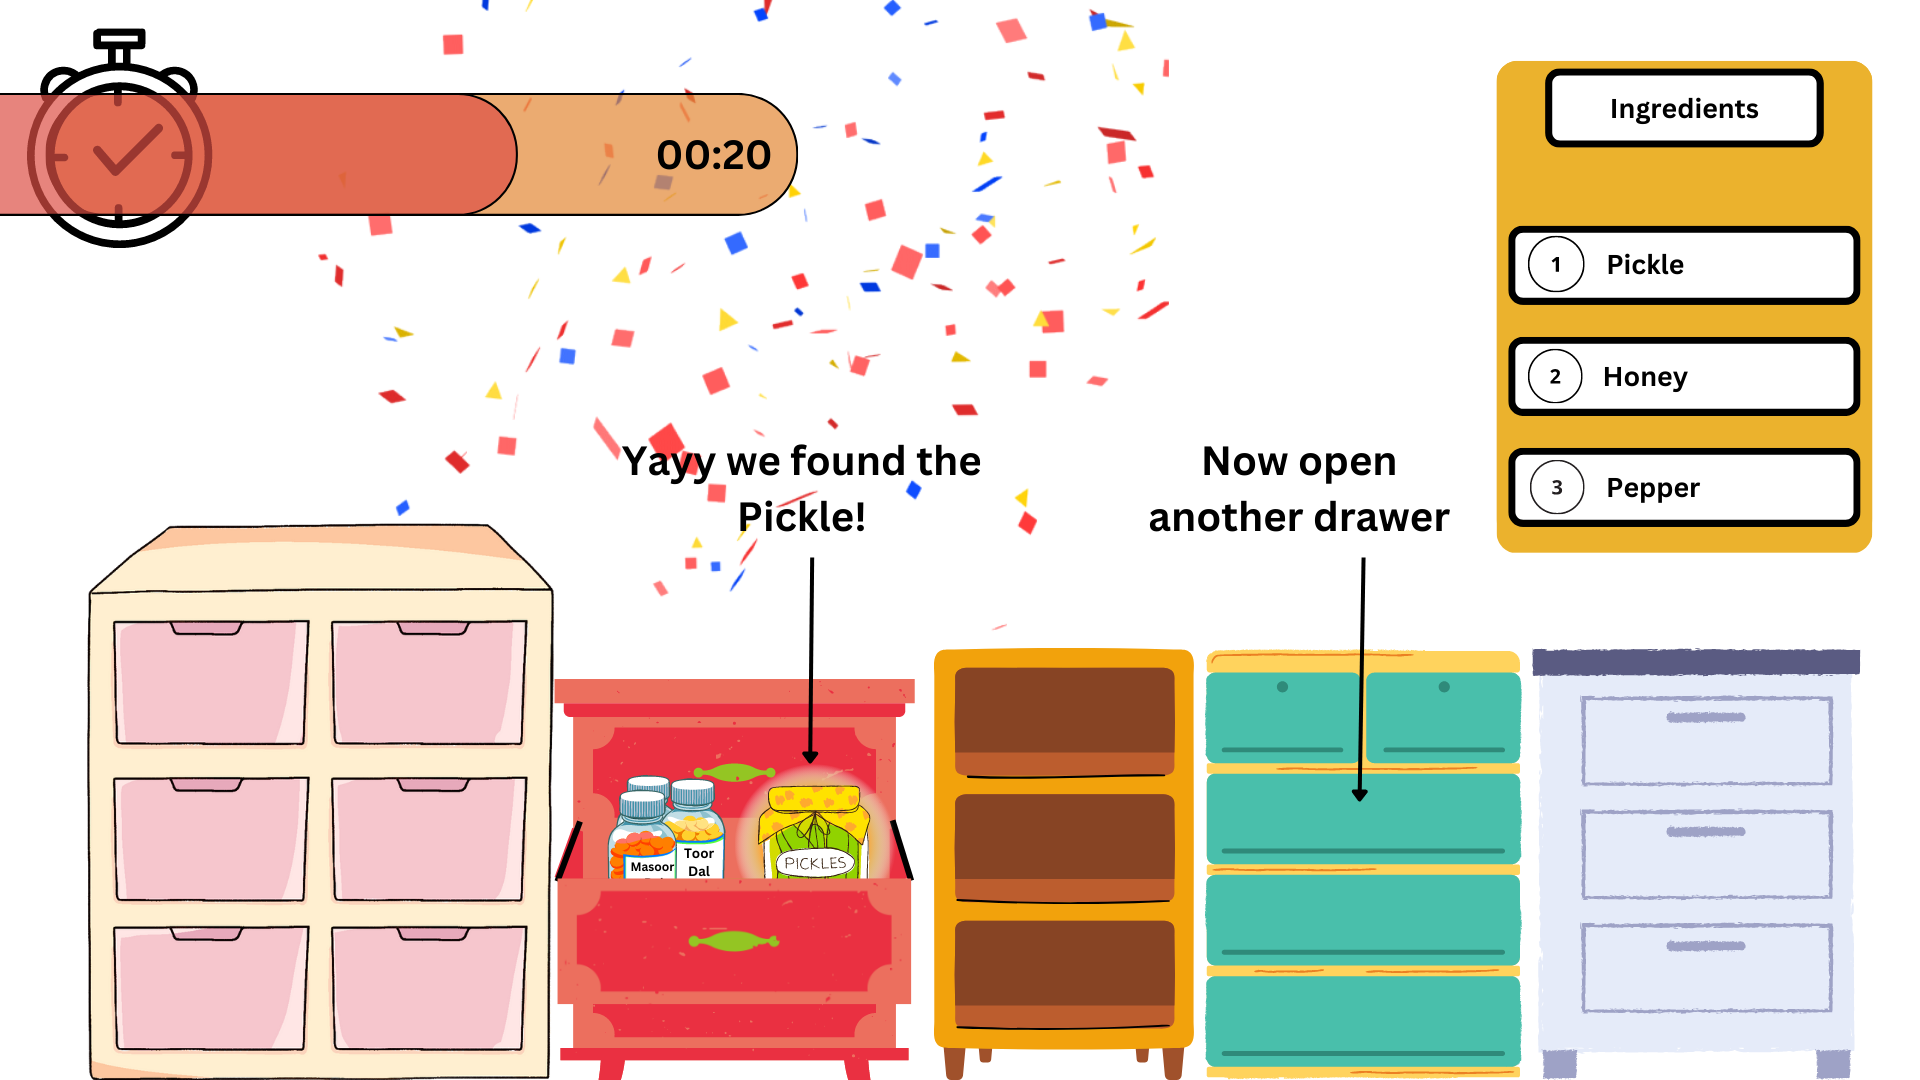 00:20
Ingredients
1 Pickle
2 Honey
3 Pepper
Yayy we found the
Pickle!
Now open
another drawer
Masoor
Toor
Dal
PICKLES